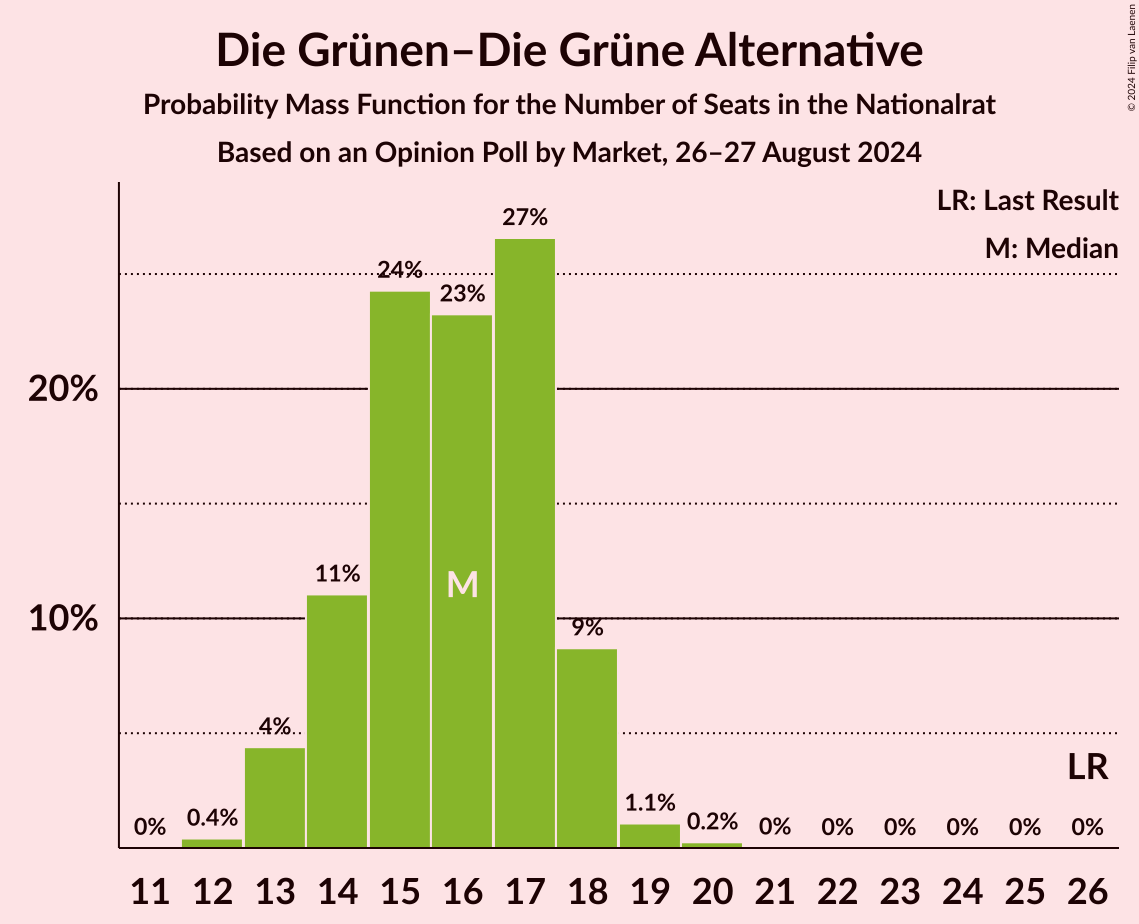 Die Grünen–Die Grüne Alternative
Probability Mass Function for the Number of Seats in the Nationalrat
Based on an Opinion Poll by Market, 26–27 August 2024
© 2024 Filip van Laenen
LR: Last Result
M: Median
27%
24%
23%
20%
11%
M
10%
9%
4%
LR
0% 0.4% 1.1% 0.2% 0% 0% 0% 0% 0% 0%
11 12 13 14 15 16 17 18 19 20 21 22 23 24 25 26